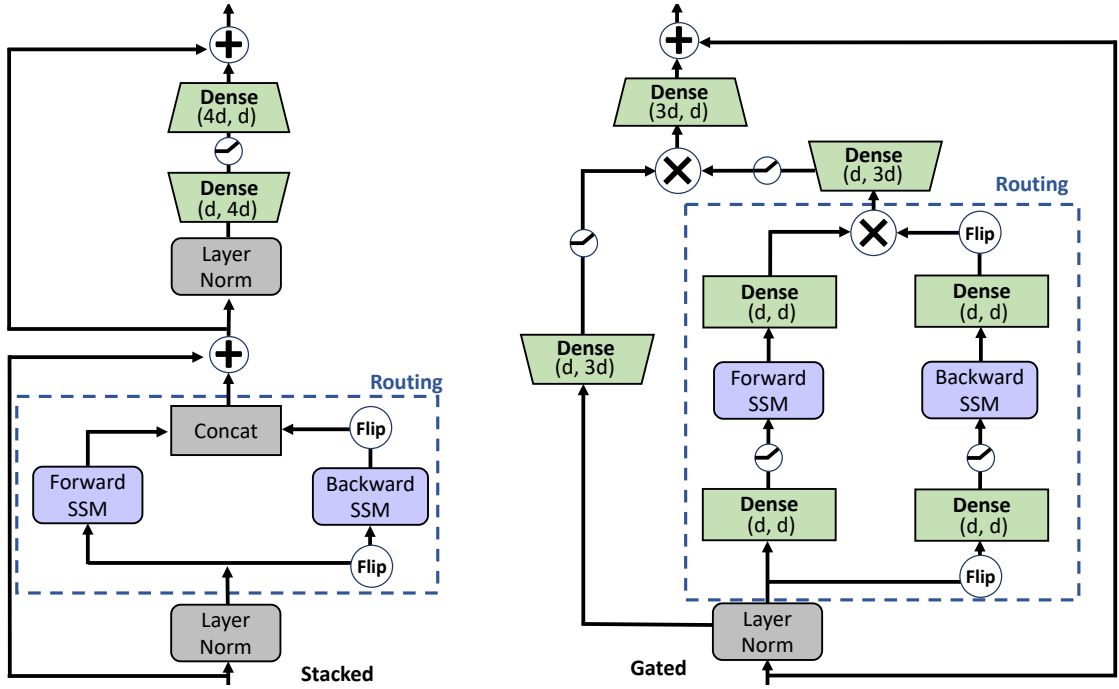 Dense
(4d, d)
Dense
(d, 4d)
Layer
Norm
Routing
Concat
Flip
Forward
SSM
Backward
SSM
Flip
Layer
Norm
Stacked
Dense
(3d, d)
Dense
(d, 3d)
Routing
Flip
Dense
(d, d)
Dense
(d, d)
Dense
(d, 3d)
Forward
SSM
Backward
SSM
Dense
(d, d)
Dense
(d, d)
Flip
Layer
Norm
Gated